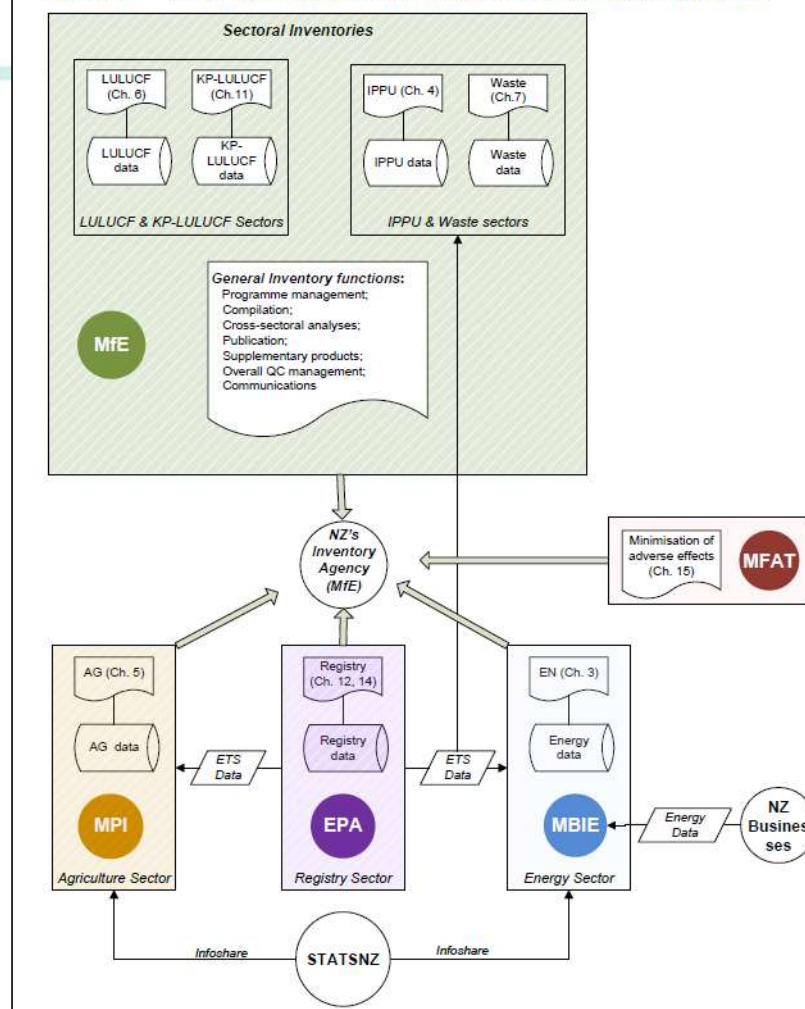 Sectoral Inventories
LULUCF
(Ch. 6)
KP-LULUCF
(Ch.11)
IPPU (Ch. 4)
Waste
(Ch.7)
LULUCF
data
KP-
LULUCF
data
IPPU data
Waste
data
LULUCF & KP-LULUCF Sectors
IPPU & Waste sectors
General Inventory functions:
Programme management;
Compilation;
Cross-sectoral analyses;
Publication;
Supplementary products;
Overall QC management;
Communications
MfE
NZ's
Inventory
Agency
(MfE)
Minimisation of
adverse effects
(Ch. 15)
MFAT
AG (Ch. 5)
Registry
(Ch. 12, 14)
EN (Ch. 3)
AG data
ETS
Data
Registry
data
ETS
Data
Energy
data
MPI
EPA
MBIE
Energy
Data
NZ
Busines
ses
Agriculture Sector
Registry Sector
Energy Sector
Infoshare
STATSNZ
Infoshare